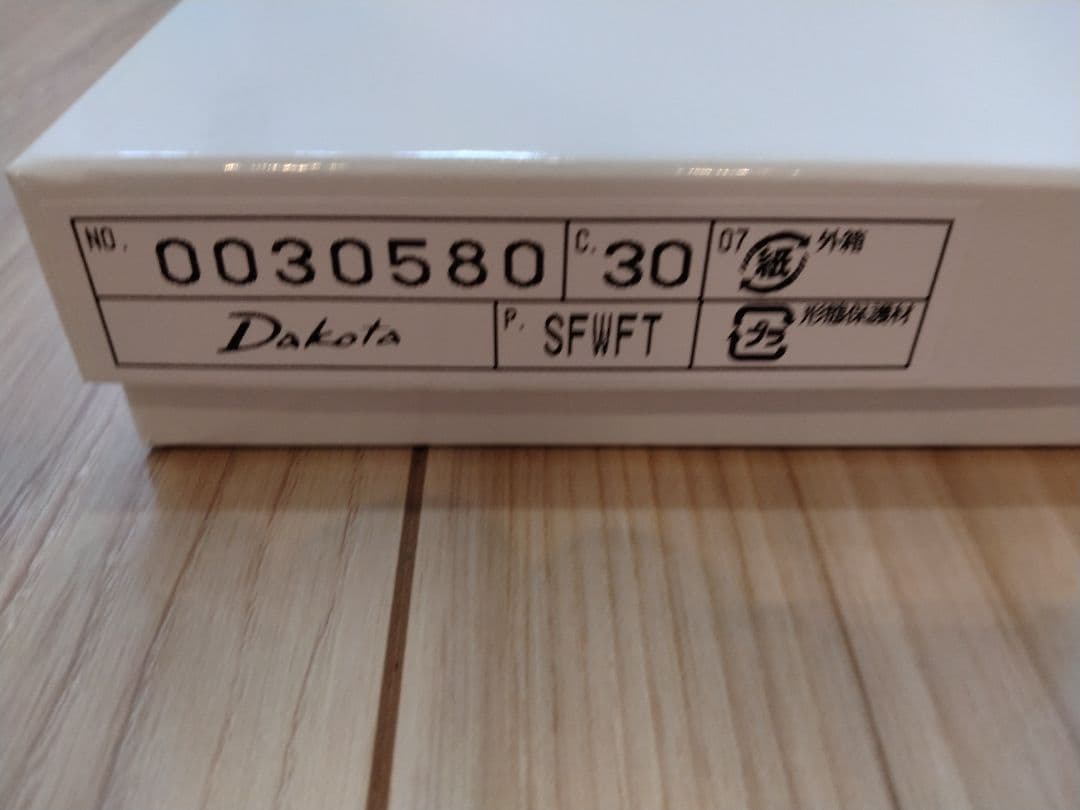 NO. 0030580 C. 30 07 紙 外箱
Dakota P. SFWFT プラ 形態保護材